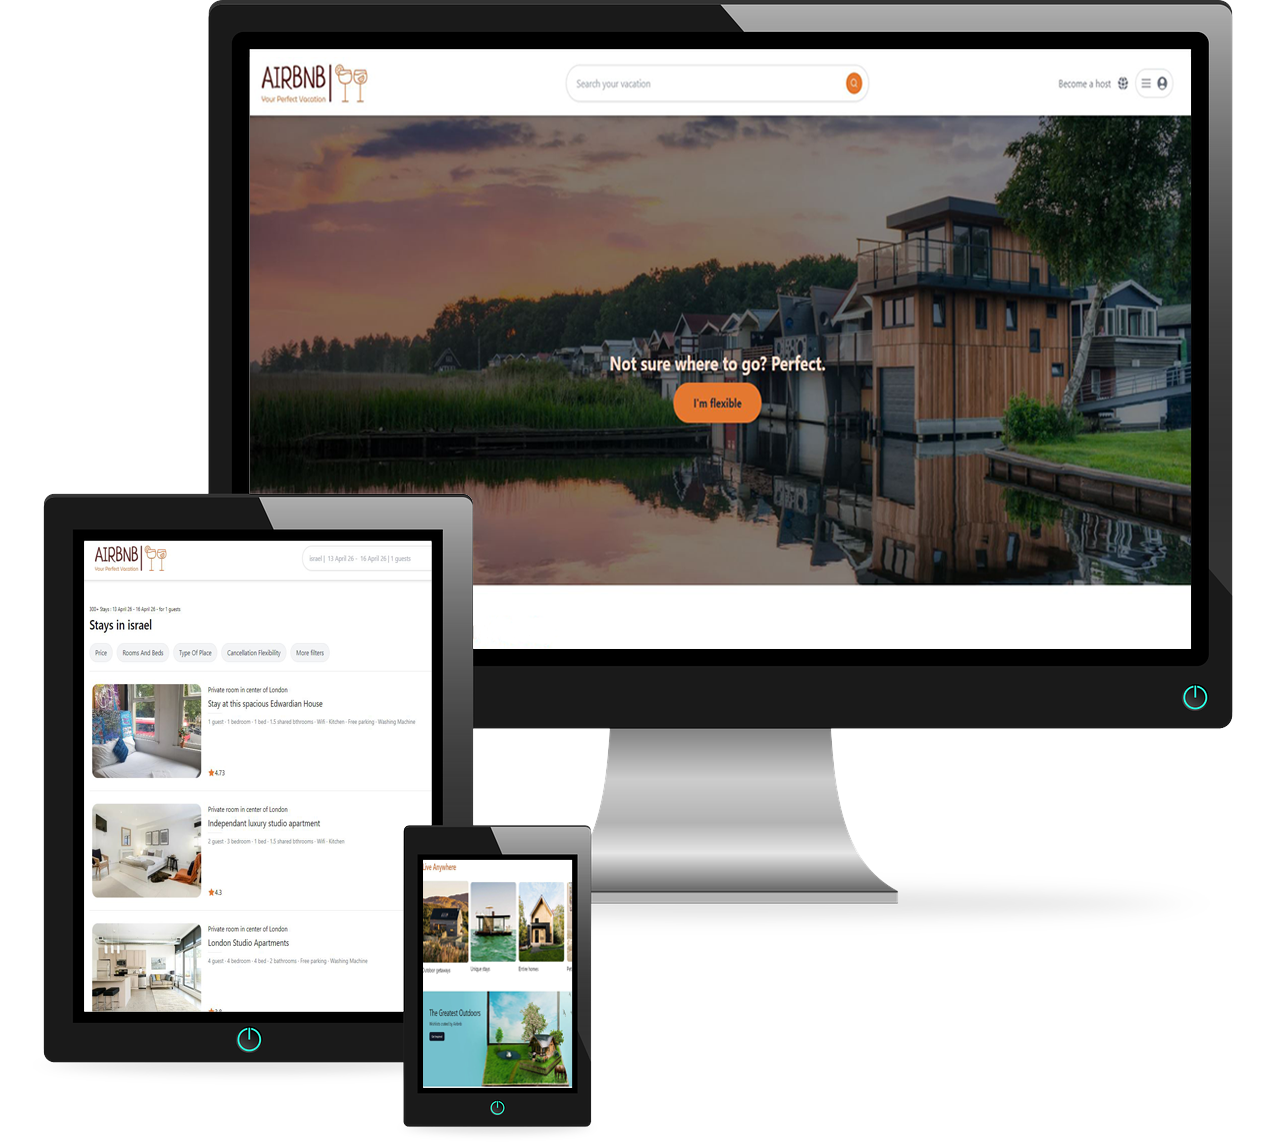 AIRBNB
Your Perfect Vacation
Search your vacation
Become a host
Not sure where to go? Perfect.
I'm flexible
AIRBNB
Your Perfect Vacation
israel | 13 April 26 - 16 April 26 | 1 guests
300+ Stays : 13 April 26 - 16 April 26 - for 1 guests
Stays in israel
Price
Rooms And Beds
Type Of Place
Cancellation Flexibility
More filters
Private room in center of London
Stay at this spacious Edwardian House
1 guest · 1 bedroom · 1 bed · 1.5 shared bthrooms · Wifi · Kitchen · Free parking · Washing Machine
4.73
Private room in center of London
Independant luxury studio apartment
2 guest · 3 bedroom · 1 bed · 1.5 shared bthrooms · Wifi · Kitchen
4.3
Private room in center of London
London Studio Apartments
4 guest · 4 bedroom · 4 bed · 2 bathrooms · Free parking · Washing Machine
Live Anywhere
Outdoor getaways
Unique stays
Entire homes
The Greatest Outdoors